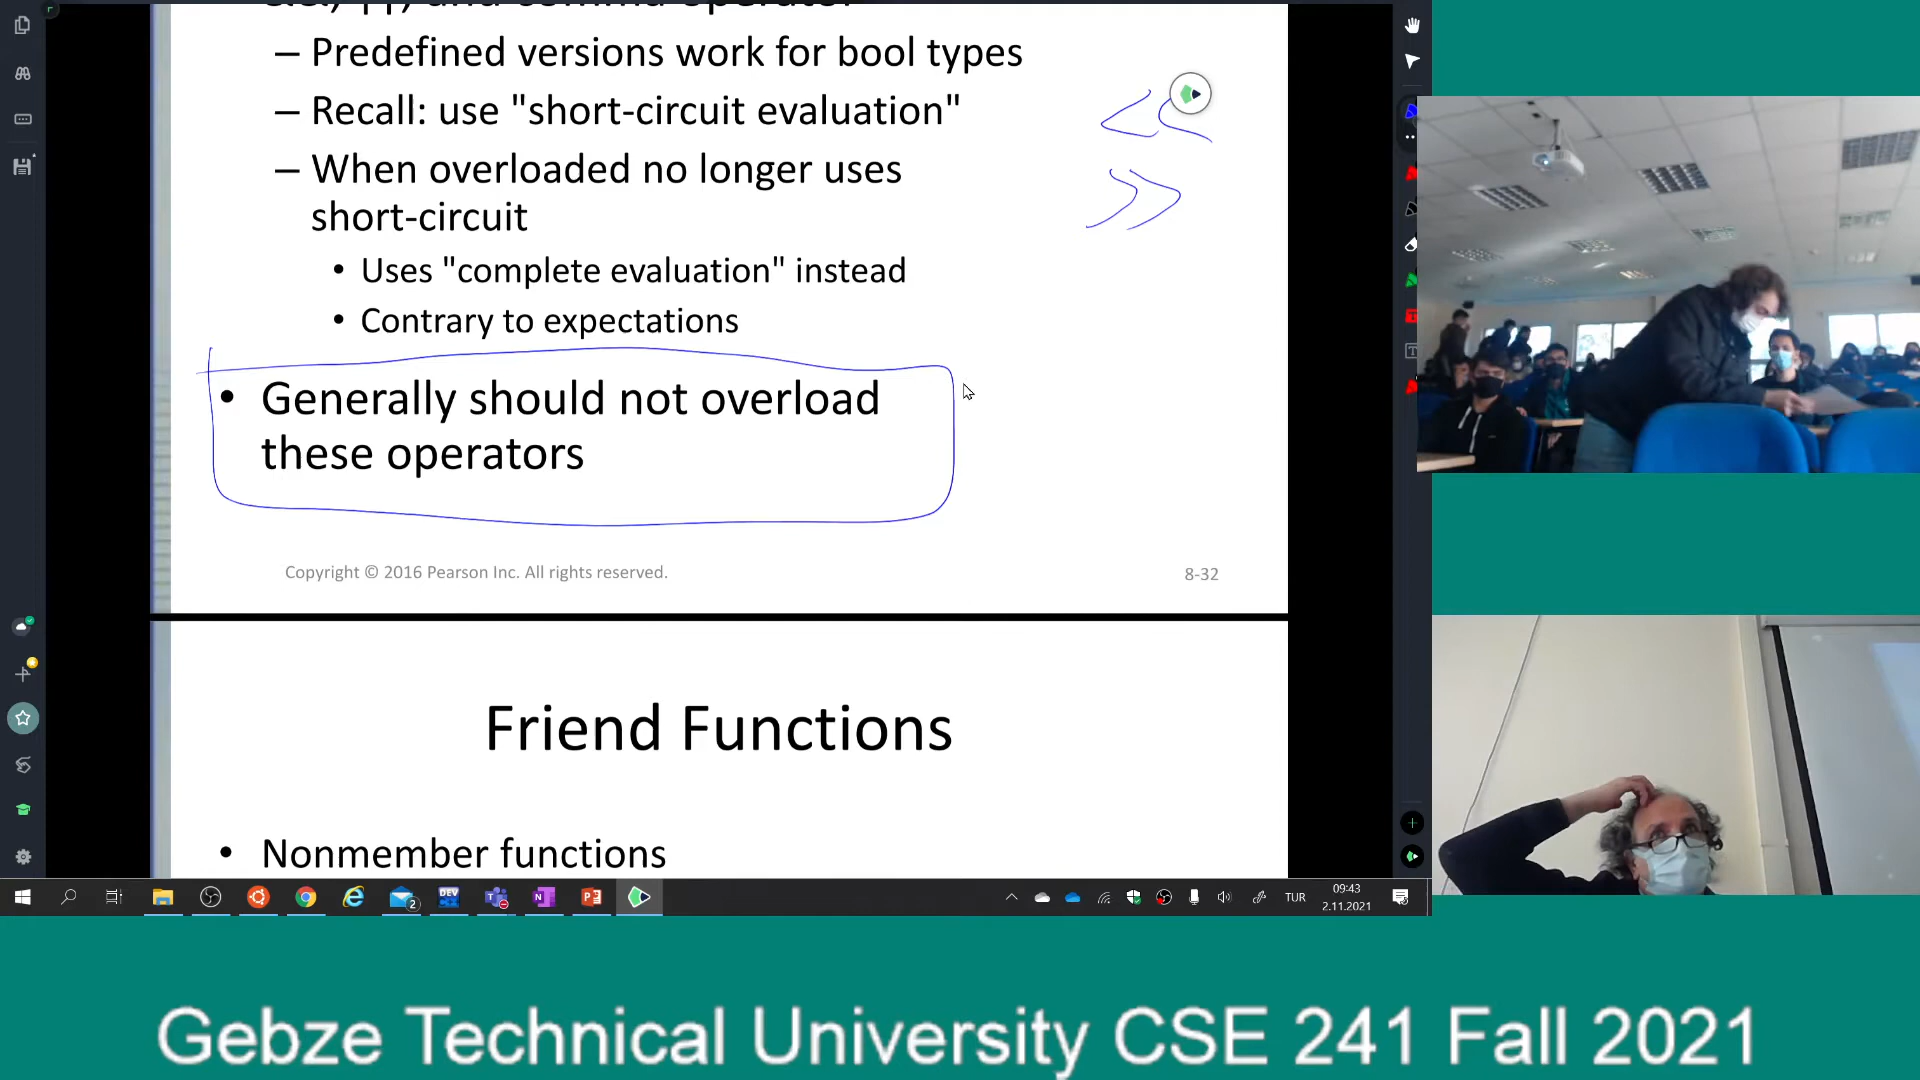 – Predefined versions work for bool types
– Recall: use "short-circuit evaluation"
– When overloaded no longer uses
short-circuit
• Uses "complete evaluation" instead
• Contrary to expectations
• Generally should not overload
these operators
<<
>>
Copyright © 2016 Pearson Inc. All rights reserved.
8-32
Friend Functions
• Nonmember functions
DEV
2
TUR
09:43
2.11.2021
Gebze Technical University CSE 241 Fall 2021